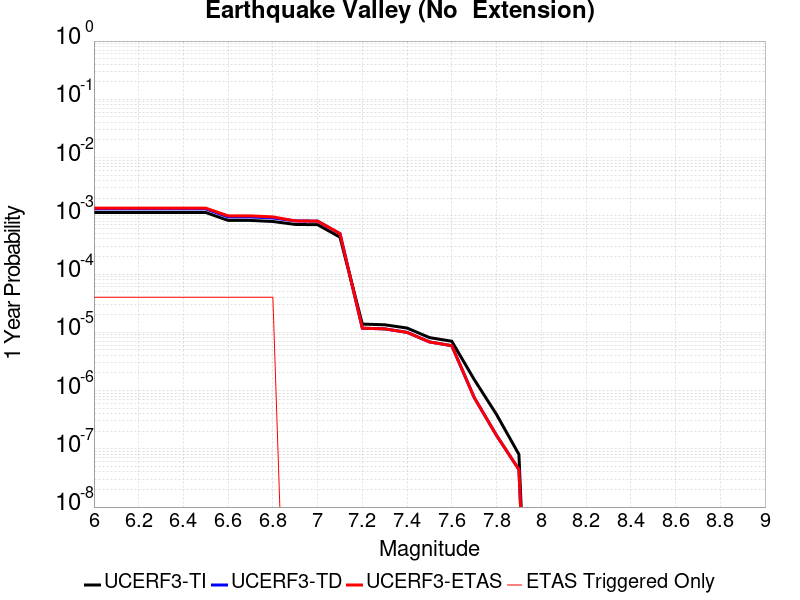 Earthquake Valley (No  Extension)
10^0
10^-1
10^-2
10^-3
10^-4
10^-5
10^-6
10^-7
10^-8
1 Year Probability
6 6.2 6.4 6.6 6.8 7 7.2 7.4 7.6 7.8 8 8.2 8.4 8.6 8.8 9
Magnitude
UCERF3-TI UCERF3-TD UCERF3-ETAS ETAS Triggered Only